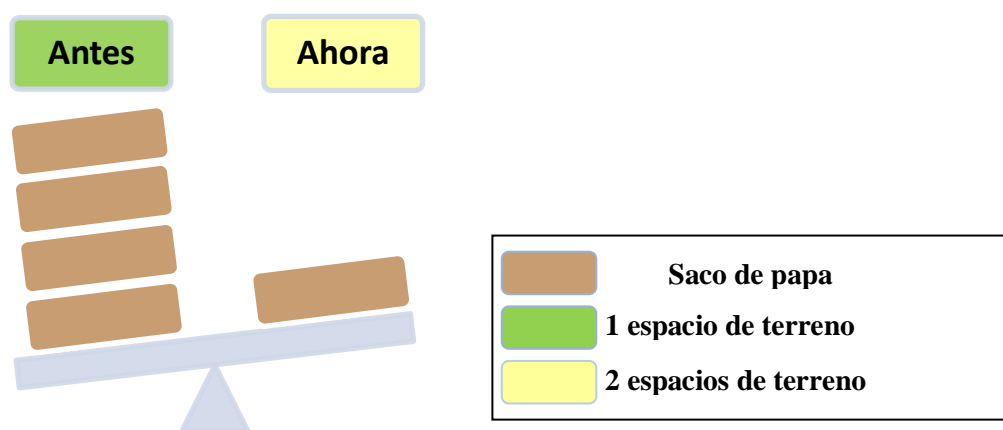 Antes
Ahora
Saco de papa
1 espacio de terreno
2 espacios de terreno